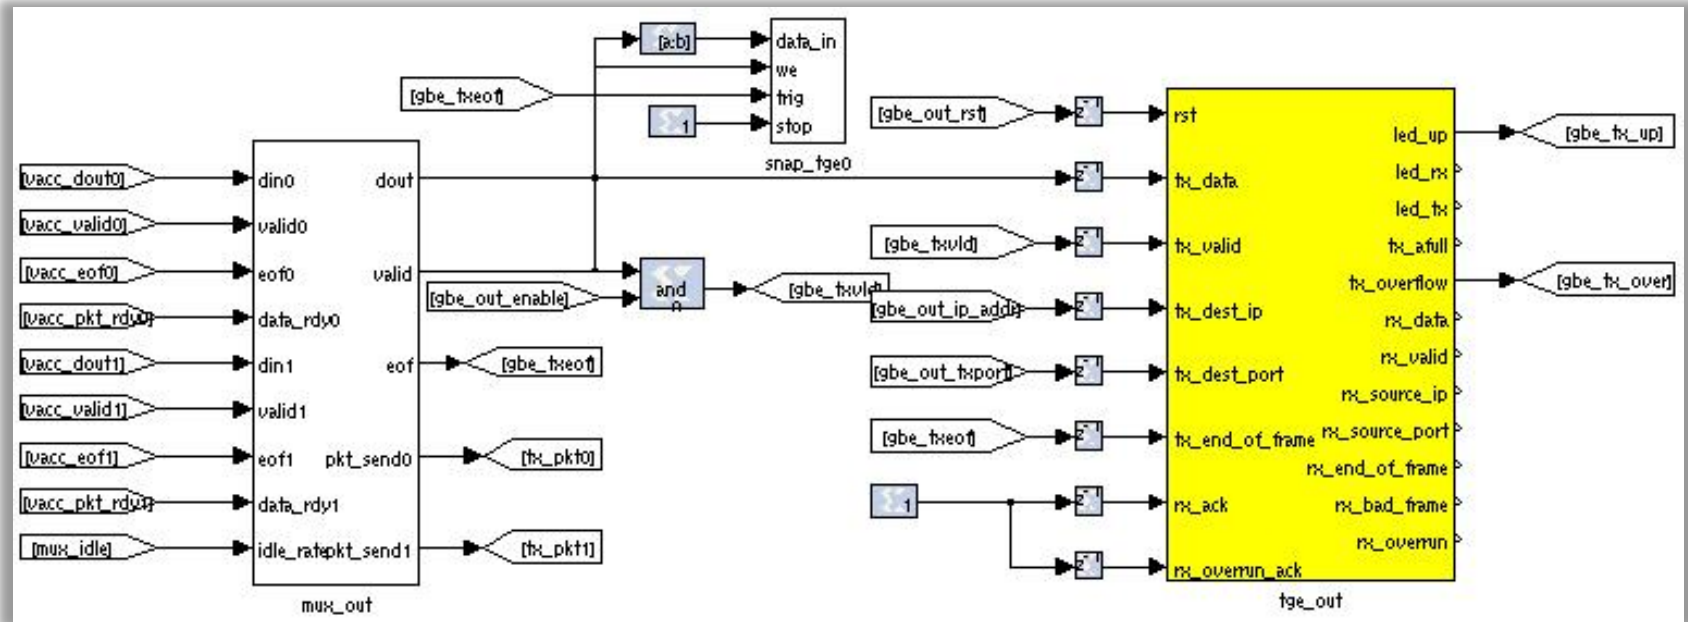 [a:b]
data_in
we
[gbe_txeof]
trig
1
stop
snap_tge0
[vacc_dout0]
din0
dout
[vacc_valid0]
valid0
[vacc_eof0]
eof0
valid
[gbe_out_enable]
and
[vacc_pkt_rdy0]
data_rdy0
[vacc_dout1]
din1
eof
[gbe_txeof]
[vacc_valid1]
valid1
[vacc_eof1]
eof1
pkt_send0
[tx_pkt0]
[vacc_pkt_rdy1]
data_rdy1
[mux_idle]
idle_rate
pkt_send1
[tx_pkt1]
mux_out
[gbe_txvld]
[gbe_out_rst]
rst
led_up
[gbe_tx_up]
led_rx
tx_data
led_tx
[gbe_txvld]
tx_valid
tx_afull
tx_overflow
[gbe_tx_over]
[gbe_out_ip_addr]
tx_dest_ip
rx_data
rx_valid
[gbe_out_txport]
tx_dest_port
rx_source_ip
[gbe_txeof]
tx_end_of_frame
rx_source_port
rx_end_of_frame
1
rx_ack
rx_bad_frame
rx_overrun
rx_overrun_ack
tge_out